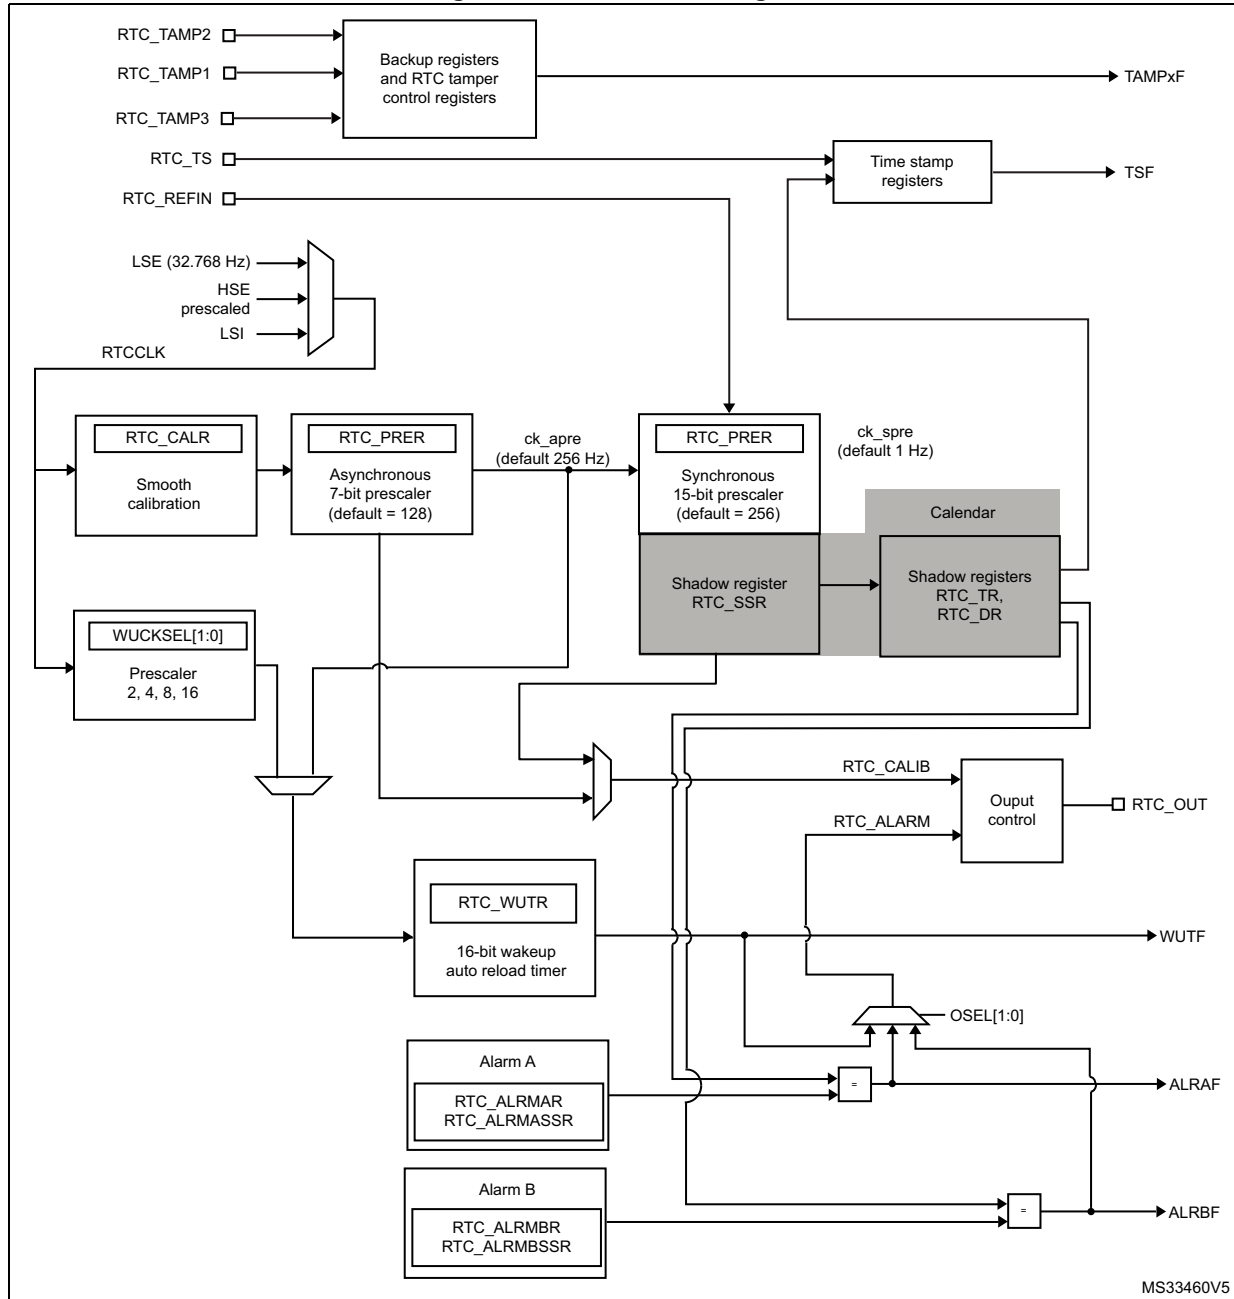 RTC_TAMP2
RTC_TAMP1
RTC_TAMP3
Backup registers
and RTC tamper
control registers
TAMPxF
RTC_TS
RTC_REFIN
Time stamp
registers
TSF
LSE (32.768 Hz)
HSE
prescaled
LSI
RTCCLK
RTC_CALR
Smooth
calibration
RTC_PRER
Asynchronous
7-bit prescaler
(default = 128)
ck_apre
(default 256 Hz)
RTC_PRER
Synchronous
15-bit prescaler
(default = 256)
ck_spre
(default 1 Hz)
Calendar
Shadow register
RTC_SSR
Shadow registers
RTC_TR,
RTC_DR
WUCKSEL[1:0]
Prescaler
2, 4, 8, 16
RTC_CALIB
RTC_ALARM
Ouput
control
RTC_OUT
RTC_WUTR
16-bit wakeup
auto reload timer
WUTF
OSEL[1:0]
Alarm A
RTC_ALRMAR
RTC_ALRMASSR
=
ALRAF
Alarm B
RTC_ALRMBR
RTC_ALRMBSSR
=
ALRBF
MS33460V5